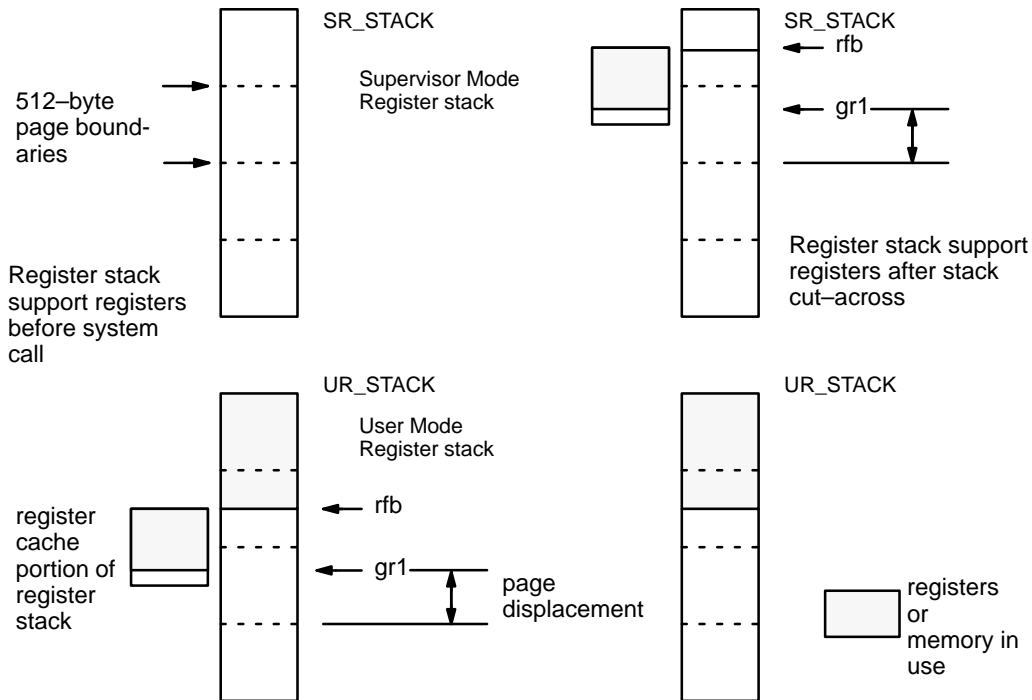 SR_STACK
512–byte
page bound-
aries
Supervisor Mode
Register stack
Register stack
support registers
before system
call
SR_STACK
rfb
gr1
Register stack support
registers after stack
cut–across
UR_STACK
User Mode
Register stack
rfb
gr1
page
displacement
register
cache
portion of
register
stack
UR_STACK
registers
or
memory in
use